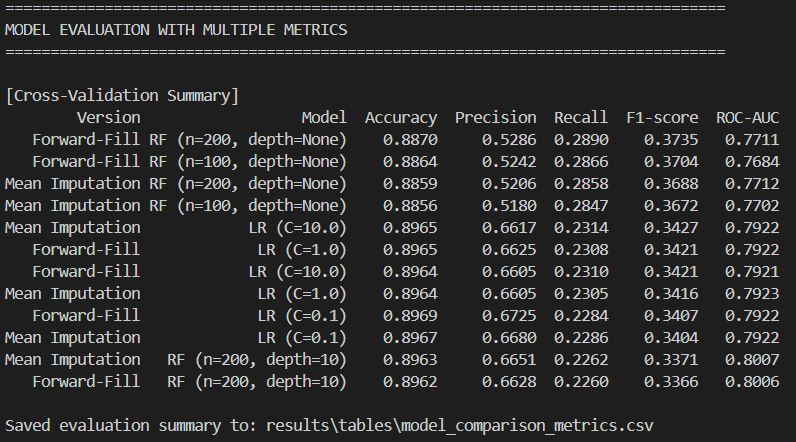 ================================================================================
MODEL EVALUATION WITH MULTIPLE METRICS
================================================================================
[Cross-Validation Summary]
Version Model Accuracy Precision Recall F1-score ROC-AUC
Forward-Fill RF (n=200, depth=None) 0.8870 0.5286 0.2890 0.3735 0.7711
Forward-Fill RF (n=100, depth=None) 0.8864 0.5242 0.2866 0.3704 0.7684
Mean Imputation RF (n=200, depth=None) 0.8859 0.5206 0.2858 0.3688 0.7712
Mean Imputation RF (n=100, depth=None) 0.8856 0.5180 0.2847 0.3672 0.7702
Mean Imputation LR (C=10.0) 0.8965 0.6617 0.2314 0.3427 0.7922
Forward-Fill LR (C=1.0) 0.8965 0.6625 0.2308 0.3421 0.7922
Forward-Fill LR (C=10.0) 0.8964 0.6605 0.2310 0.3421 0.7921
Mean Imputation LR (C=1.0) 0.8964 0.6605 0.2305 0.3416 0.7923
Forward-Fill LR (C=0.1) 0.8969 0.6725 0.2284 0.3407 0.7922
Mean Imputation LR (C=0.1) 0.8967 0.6680 0.2286 0.3404 0.7922
Mean Imputation RF (n=200, depth=10) 0.8963 0.6651 0.2262 0.3371 0.8007
Forward-Fill RF (n=200, depth=10) 0.8962 0.6628 0.2260 0.3366 0.8006
Saved evaluation summary to: results\tables\model_comparison_metrics.csv